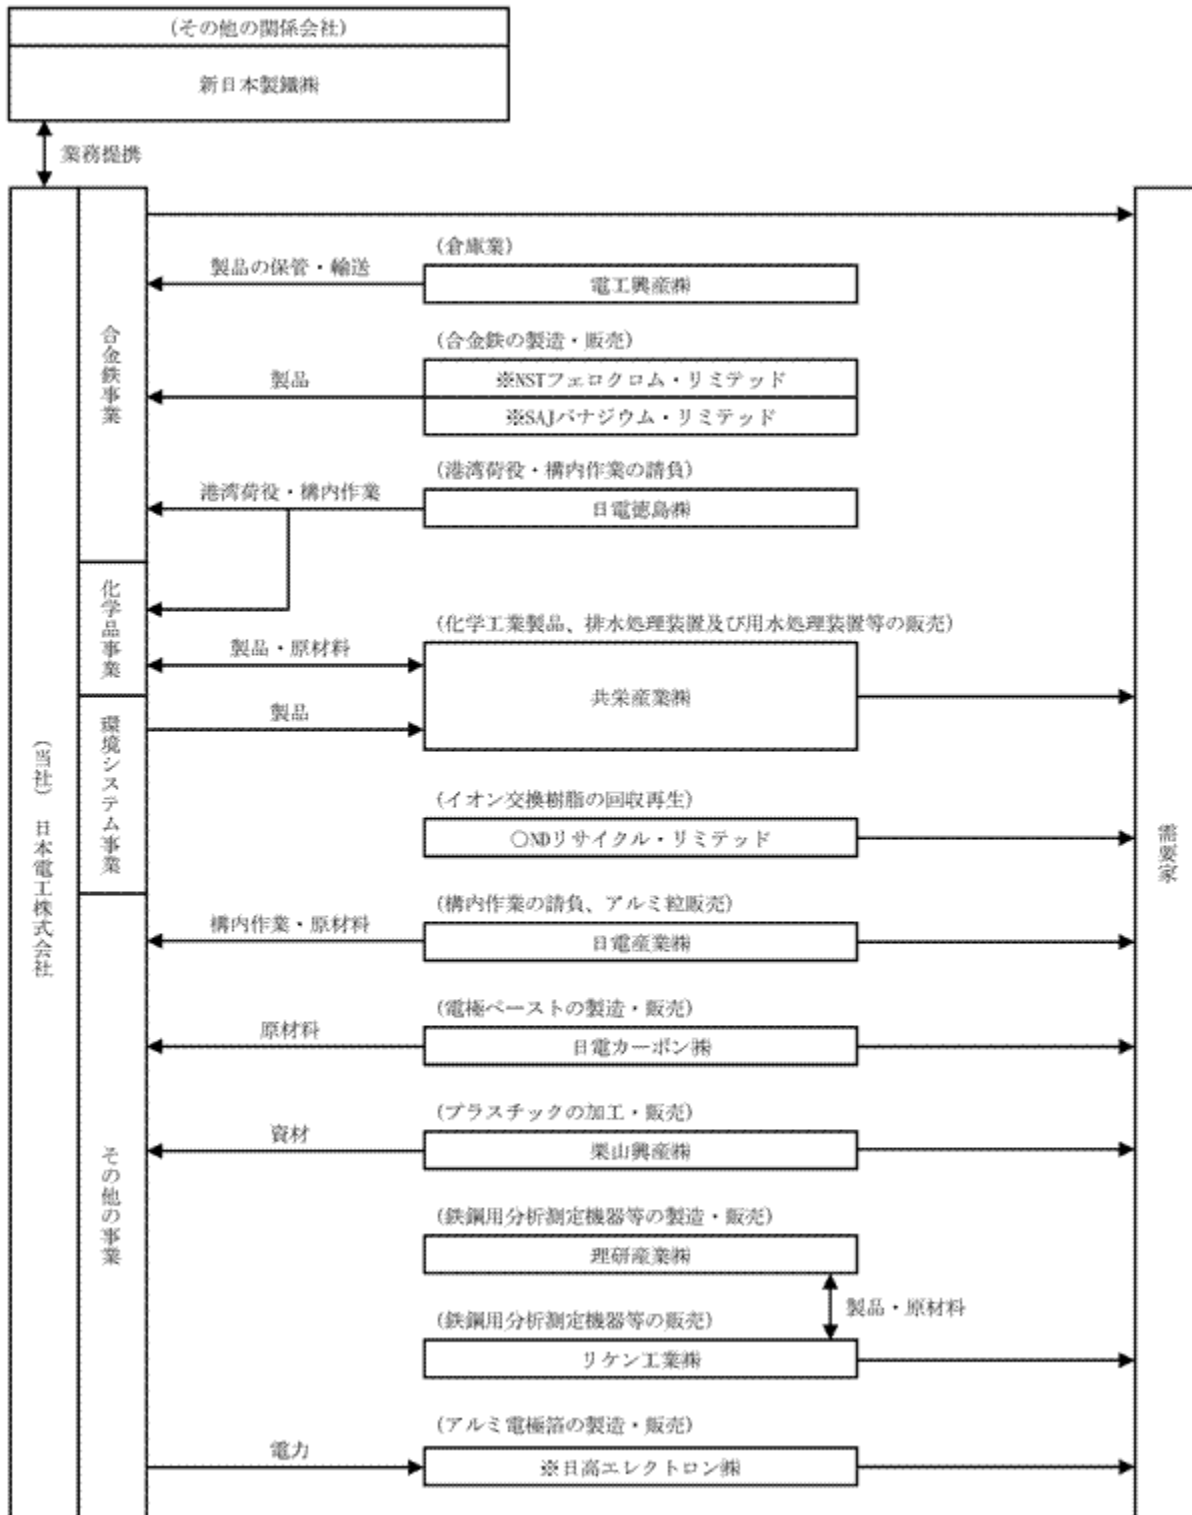 (その他の関係会社)
新日本製鐵㈱
業務提携
(当社) 日本電工株式会社
合金鉄事業
化学品事業
環境システム事業
その他の事業
(倉庫業)
製品の保管・輸送
電工興産㈱
(合金鉄の製造・販売)
製品
※NSTフェロクロム・リミテッド
※SAJバナジウム・リミテッド
(港湾荷役・構内作業の請負)
港湾荷役・構内作業
日電徳島㈱
(化学工業製品、排水処理装置及び用水処理装置等の販売)
製品・原材料
共栄産業㈱
製品
(イオン交換樹脂の回収再生)
○NDリサイクル・リミテッド
(構内作業の請負、アルミ粒販売)
構内作業・原材料
日電産業㈱
(電極ペーストの製造・販売)
原材料
日電カーボン㈱
(プラスチックの加工・販売)
資材
栗山興産㈱
(鉄鋼用分析測定機器等の製造・販売)
理研産業㈱
製品・原材料
(鉄鋼用分析測定機器等の販売)
リケン工業㈱
(アルミ電極箔の製造・販売)
電力
※日高エレクトロン㈱
需要家